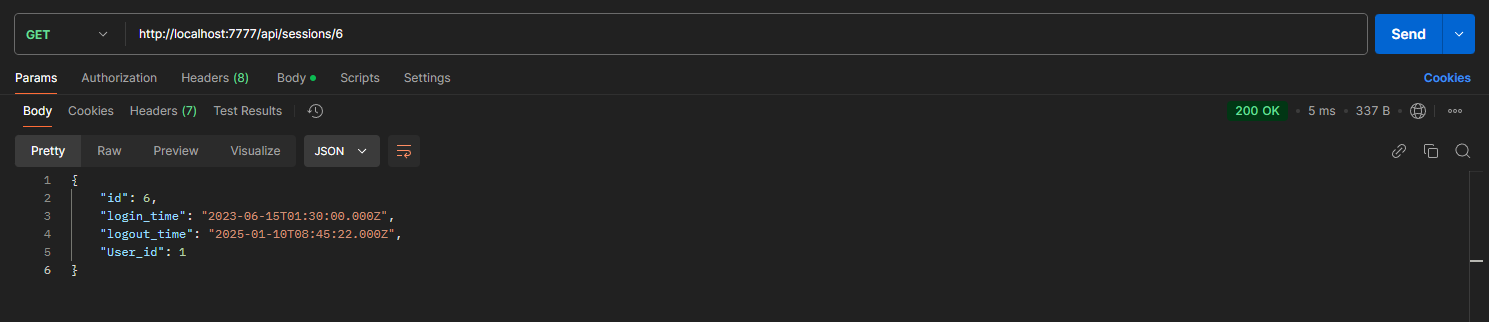 GET http://localhost:7777/api/sessions/6 Send
Params Authorization Headers (8) Body Scripts Settings Cookies
Body Cookies Headers (7) Test Results 200 OK 5 ms 337 B
Pretty Raw Preview Visualize JSON
1 {
2 "id": 6,
3 "login_time": "2023-06-15T01:30:00.000Z",
4 "logout_time": "2025-01-10T08:45:22.000Z",
5 "User_id": 1
6 }